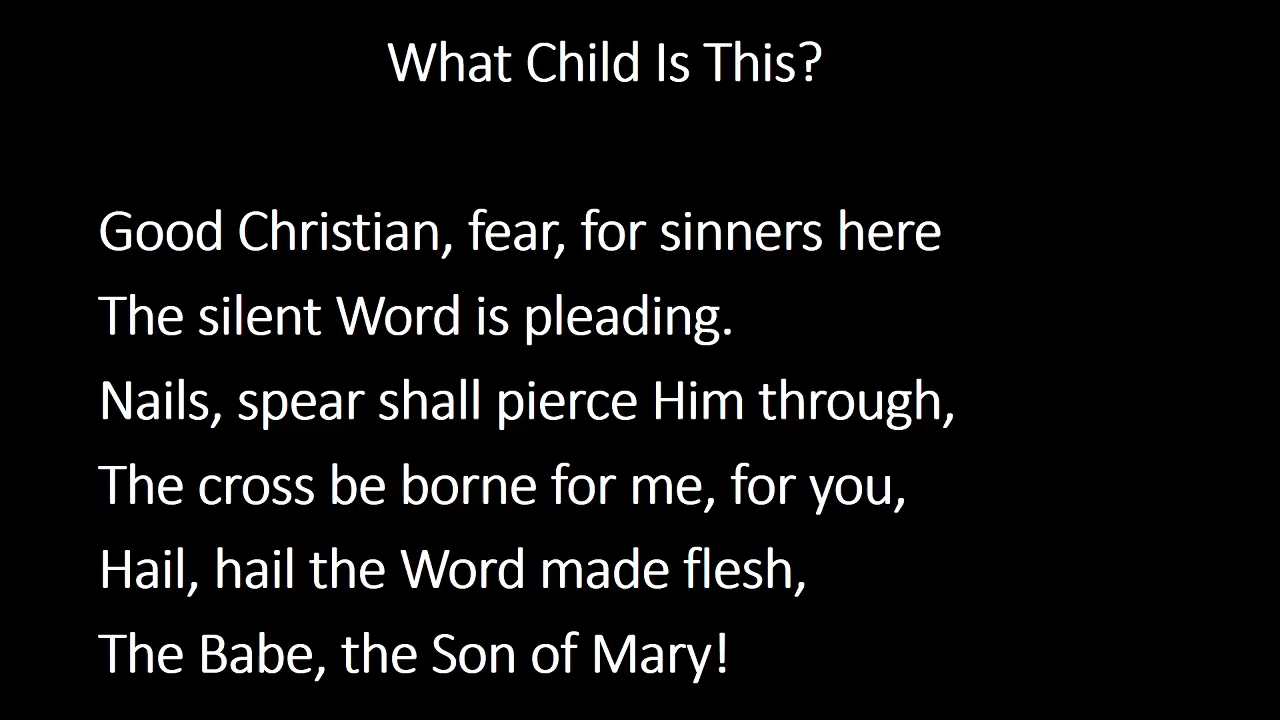 What Child Is This?
Good Christian, fear, for sinners here
The silent Word is pleading.
Nails, spear shall pierce Him through,
The cross be borne for me, for you,
Hail, hail the Word made flesh,
The Babe, the Son of Mary!